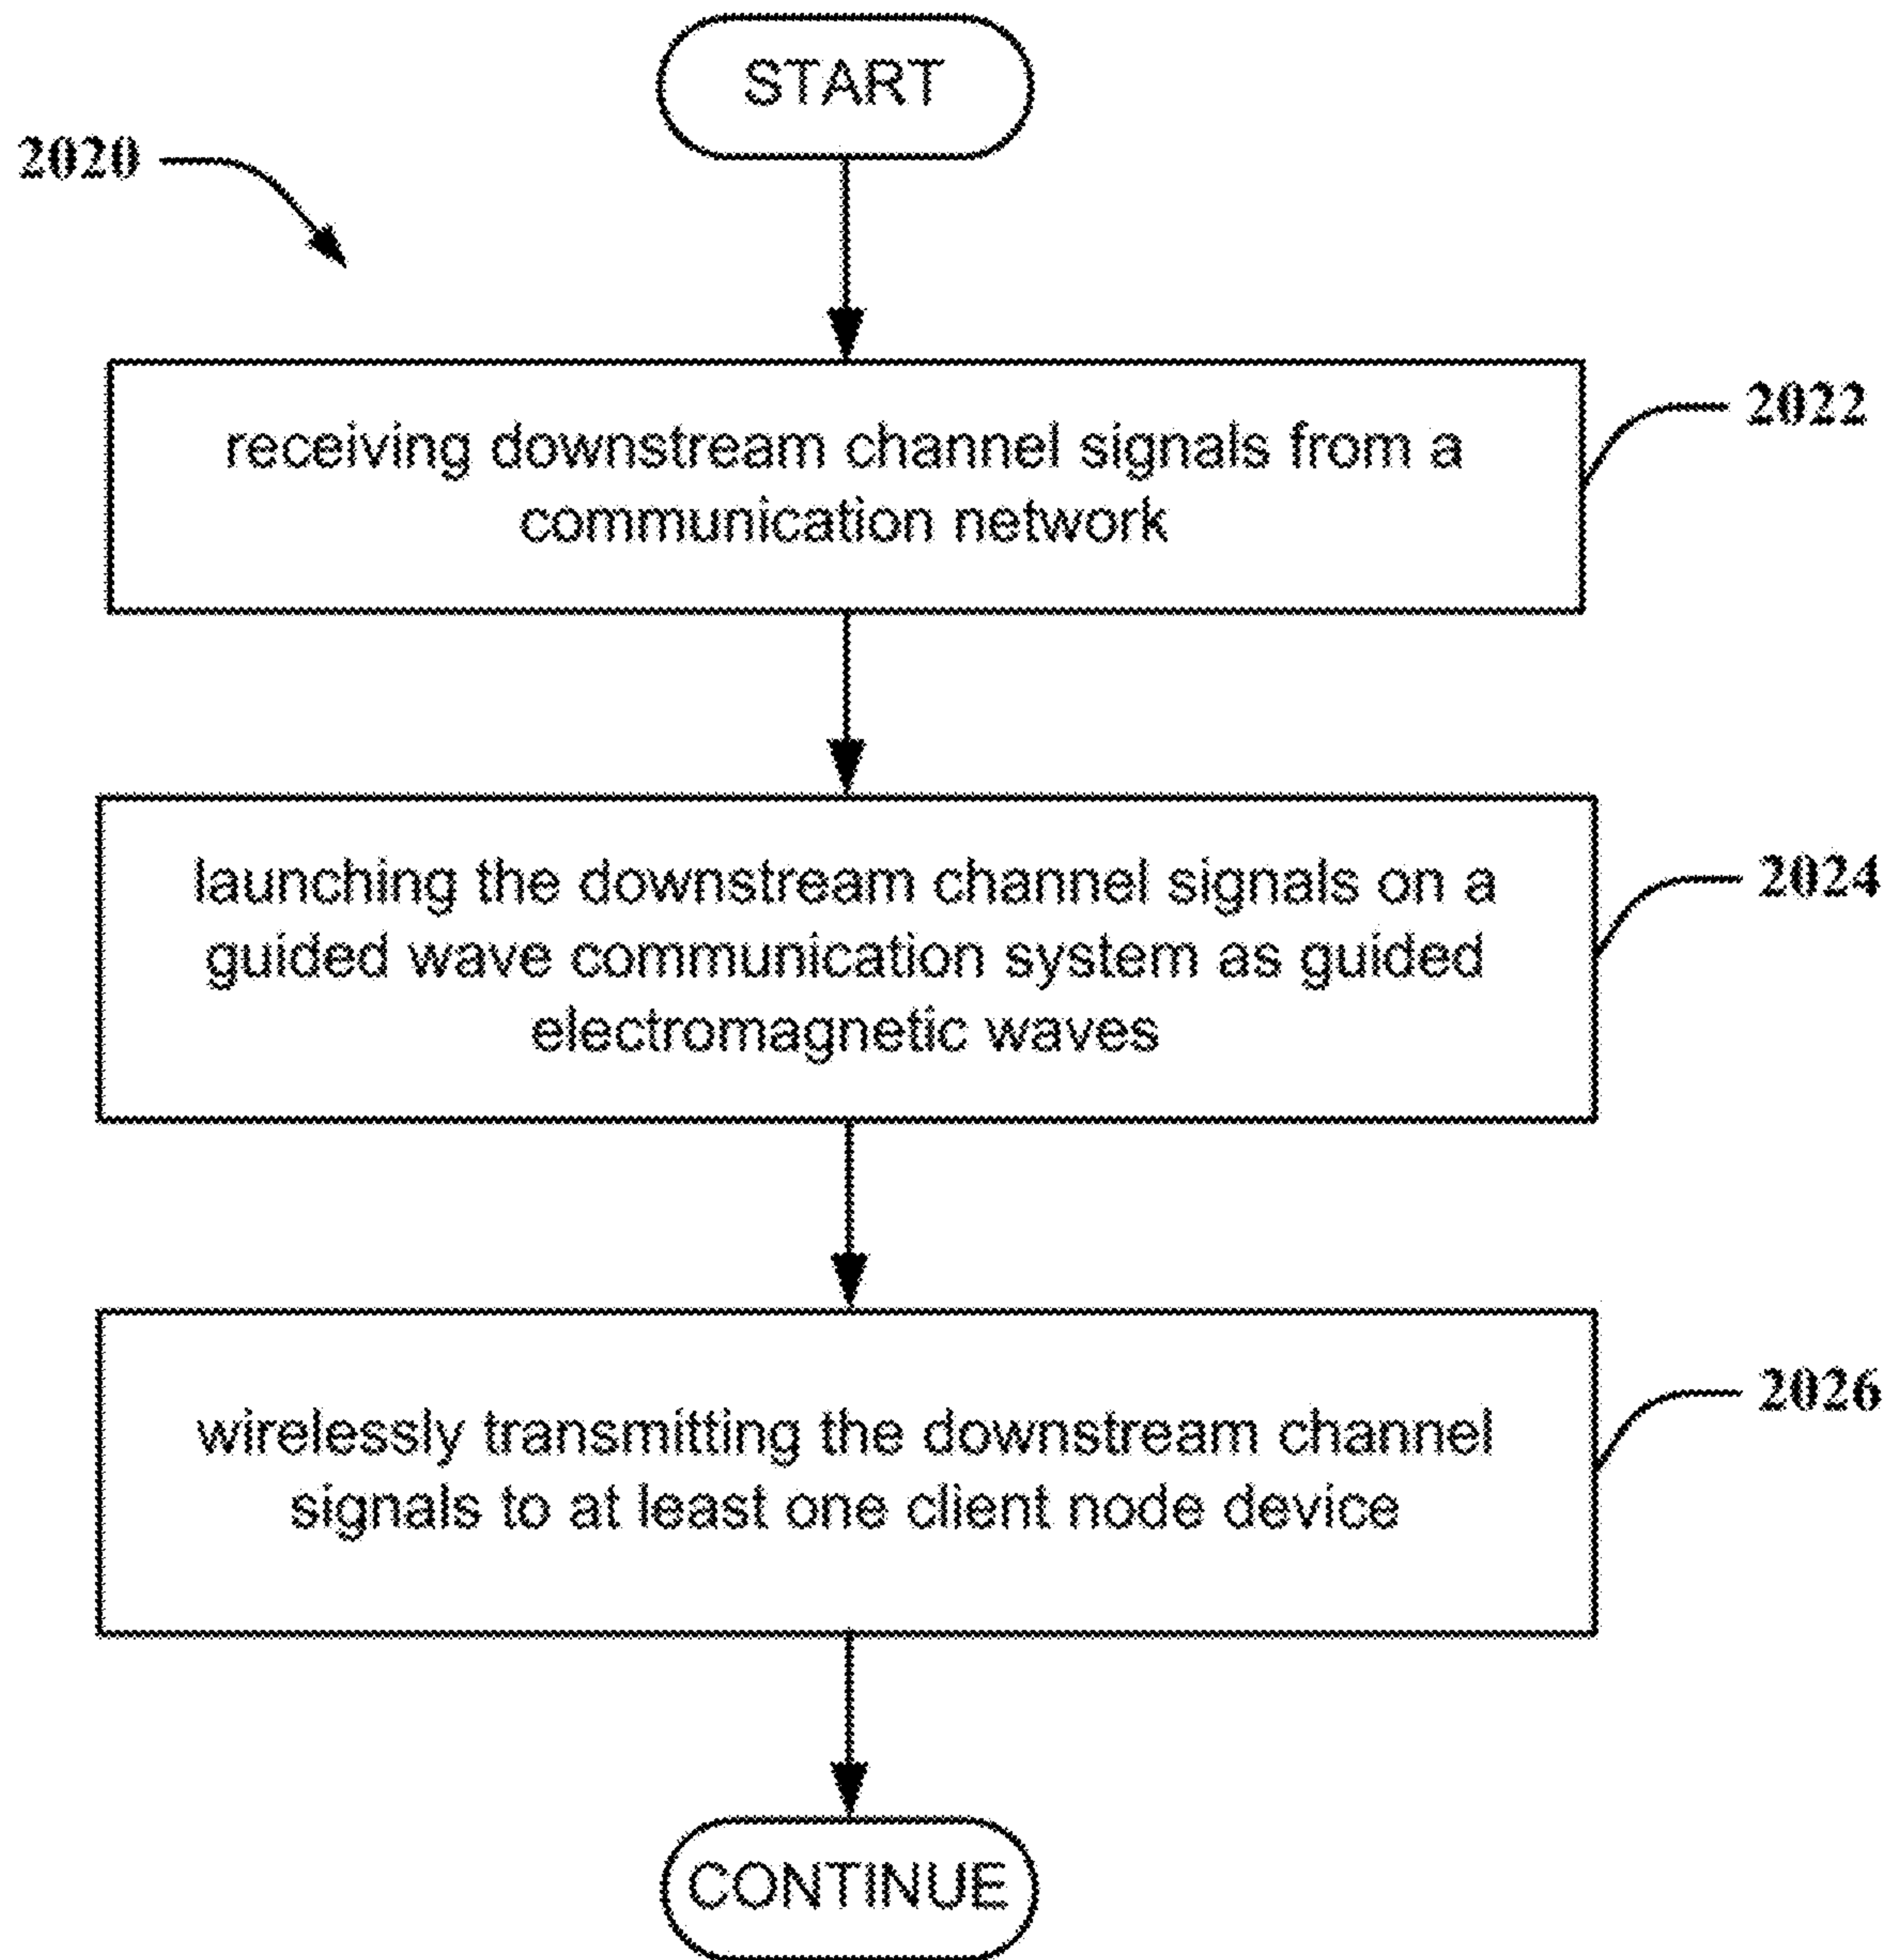 START
2020
receiving downstream channel signals from a
communication network
2022
launching the downstream channel signals on a
guided wave communication system as guided
electromagnetic waves
2024
wirelessly transmitting the downstream channel
signals to at least one client node device
2026
CONTINUE